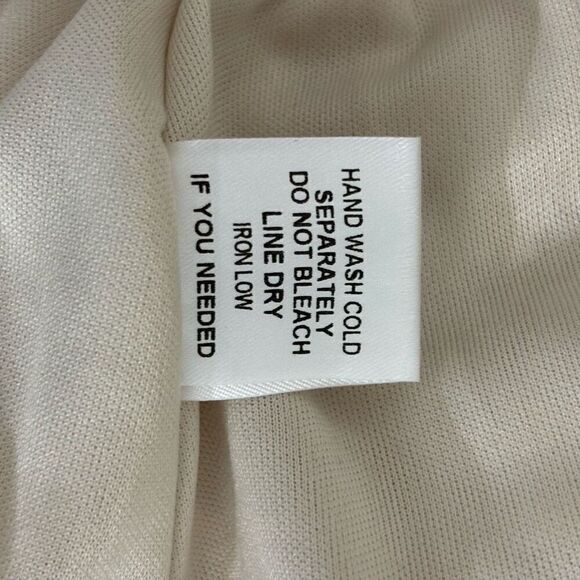 HAND WASH COLD
SEPARATELY
DO NOT BLEACH
LINE DRY
IRON LOW
IF YOU NEEDED